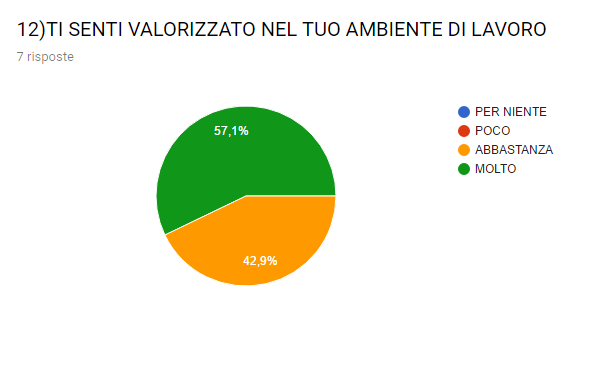 12)TI SENTI VALORIZZATO NEL TUO AMBIENTE DI LAVORO
7 risposte
57,1%
42,9%
PER NIENTE
POCO
ABBASTANZA
MOLTO